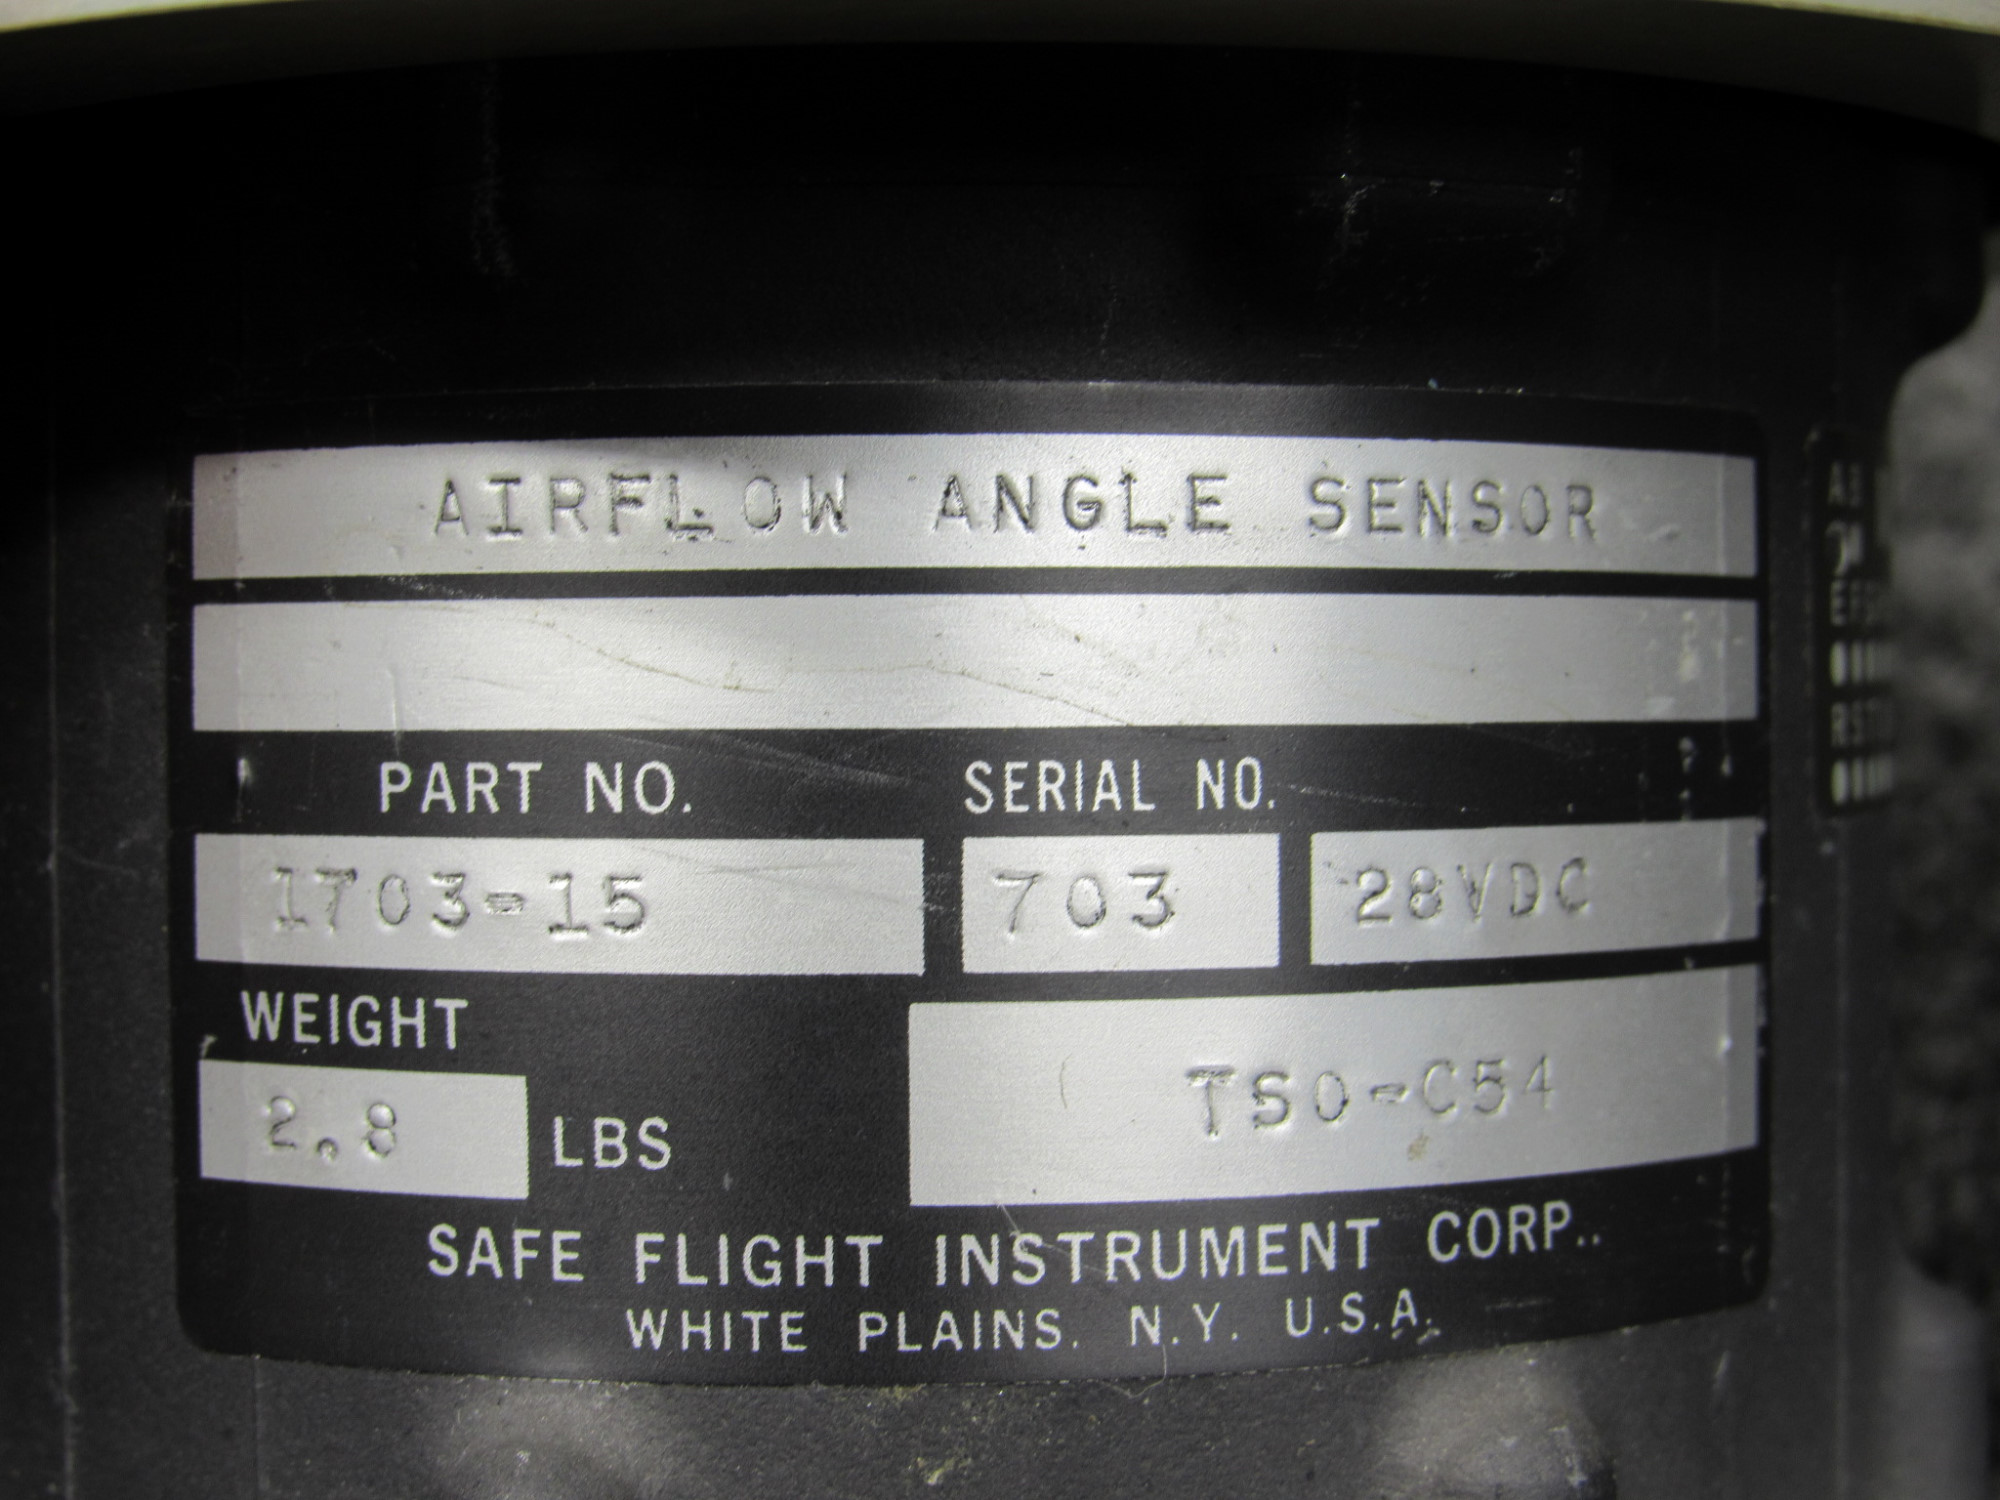 AIRFLOW ANGLE SENSOR
PART NO. SERIAL NO.
1703-15 703 28VDC
WEIGHT
2.8 LBS TSO-C54
SAFE FLIGHT INSTRUMENT CORP..
WHITE PLAINS. N.Y. U.S.A.